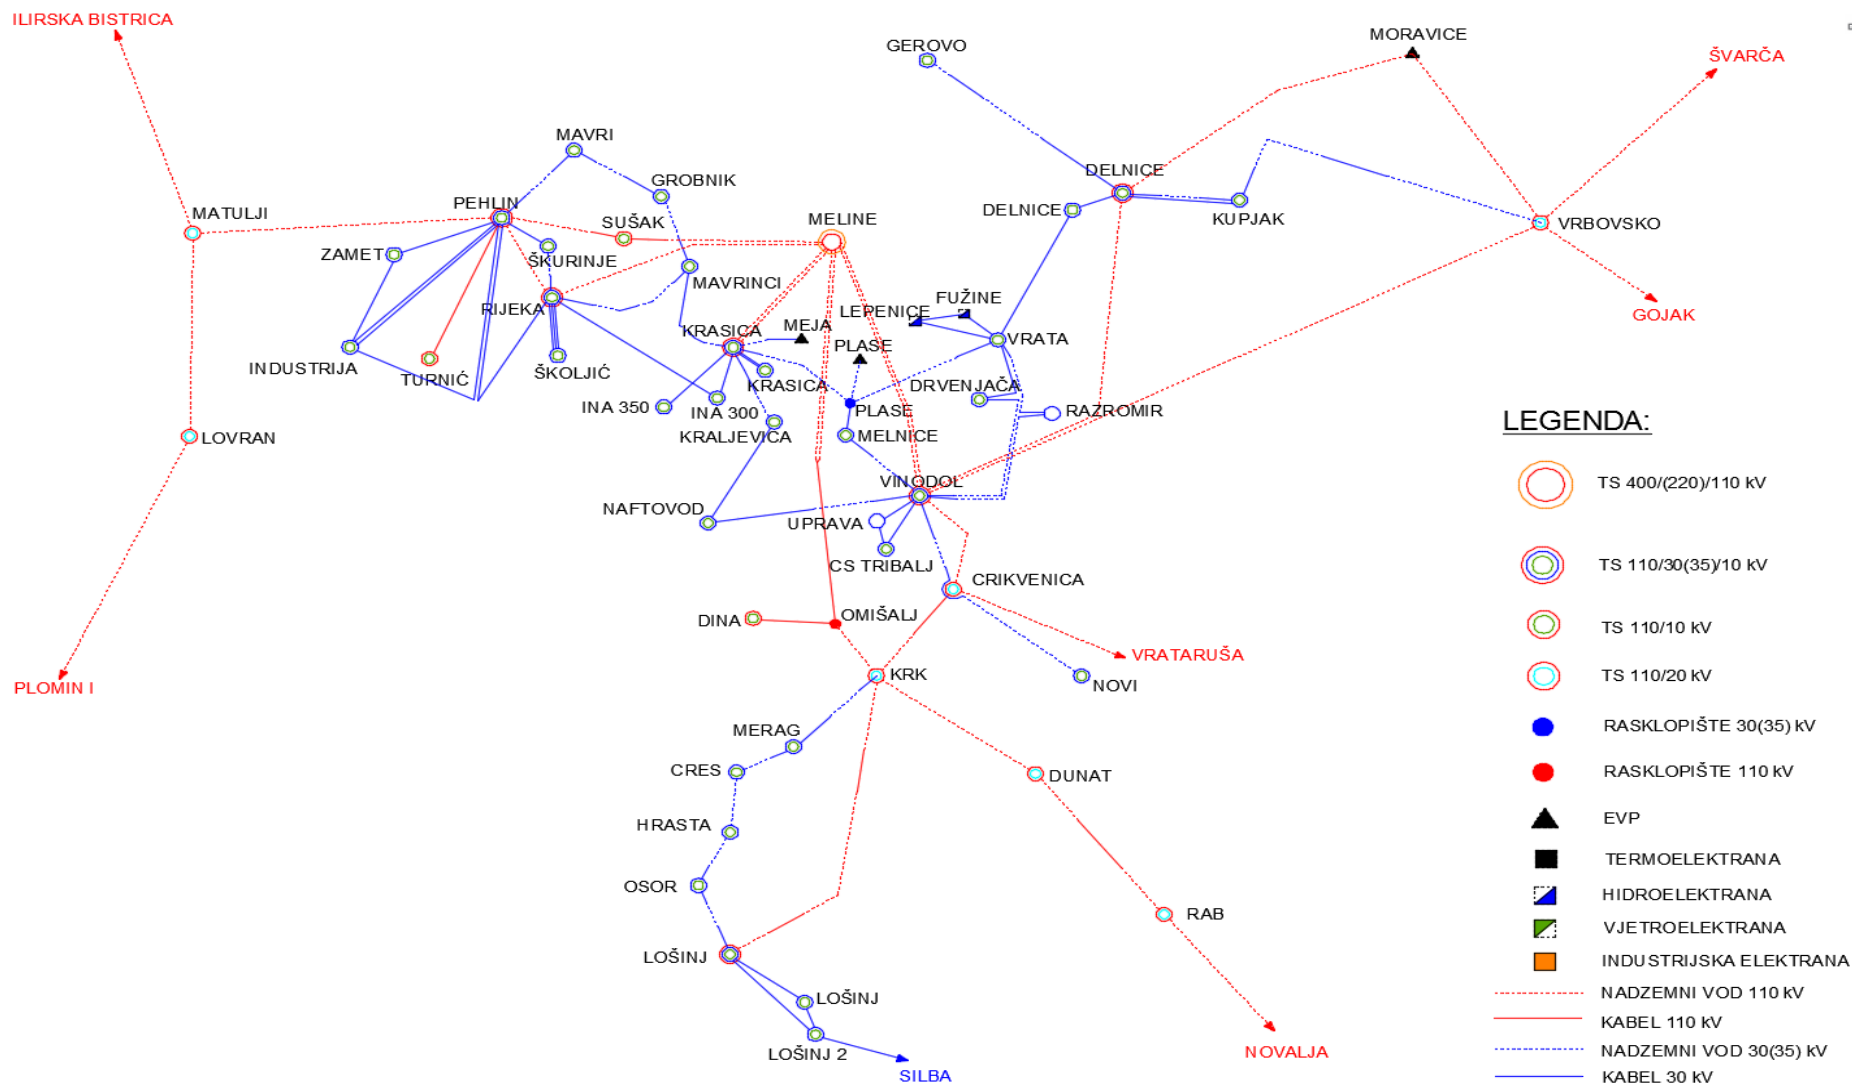 ILIRSKA BISTRICA
GEROVO
MORAVICE
ŠVARČA
MAVRI
GROBNIK
DELNICE
PEHLIN
SUŠAK
MELINE
DELNICE
KUPJAK
VRBOVSKO
MATULJI
ZAMET
ŠKURINJE
MAVRINCI
FUŽINE
LEPENICE
RIJEKA
GOJAK
KRASICA
MEJA
PLASE
VRATA
INDUSTRIJA
TURNIĆ
ŠKOLJIĆ
KRASICA
DRVENJAČA
INA 350
INA 300
PLASE
RAZROMIR
KRALJEVICA
MELNICE
LOVRAN
VINODOL
NAFTOVOD
UPRAVA
CS TRIBALJ
CRIKVENICA
DINA
OMIŠALJ
VRATARUŠA
PLOMIN I
KRK
NOVI
MERAG
CRES
DUNAT
HRASTA
OSOR
RAB
LOŠINJ
LOŠINJ
LOŠINJ 2
SILBA
NOVALJA
LEGENDA:
TS 400/(220)/110 kV
TS 110/30(35)/10 kV
TS 110/10 kV
TS 110/20 kV
RASKLOPIŠTE 30(35) kV
RASKLOPIŠTE 110 kV
EVP
TERMOELEKTRANA
HIDROELEKTRANA
VJETROELEKTRANA
INDUSTRIJSKA ELEKTRANA
NADZEMNI VOD 110 kV
KABEL 110 kV
NADZEMNI VOD 30(35) kV
KABEL 30 kV